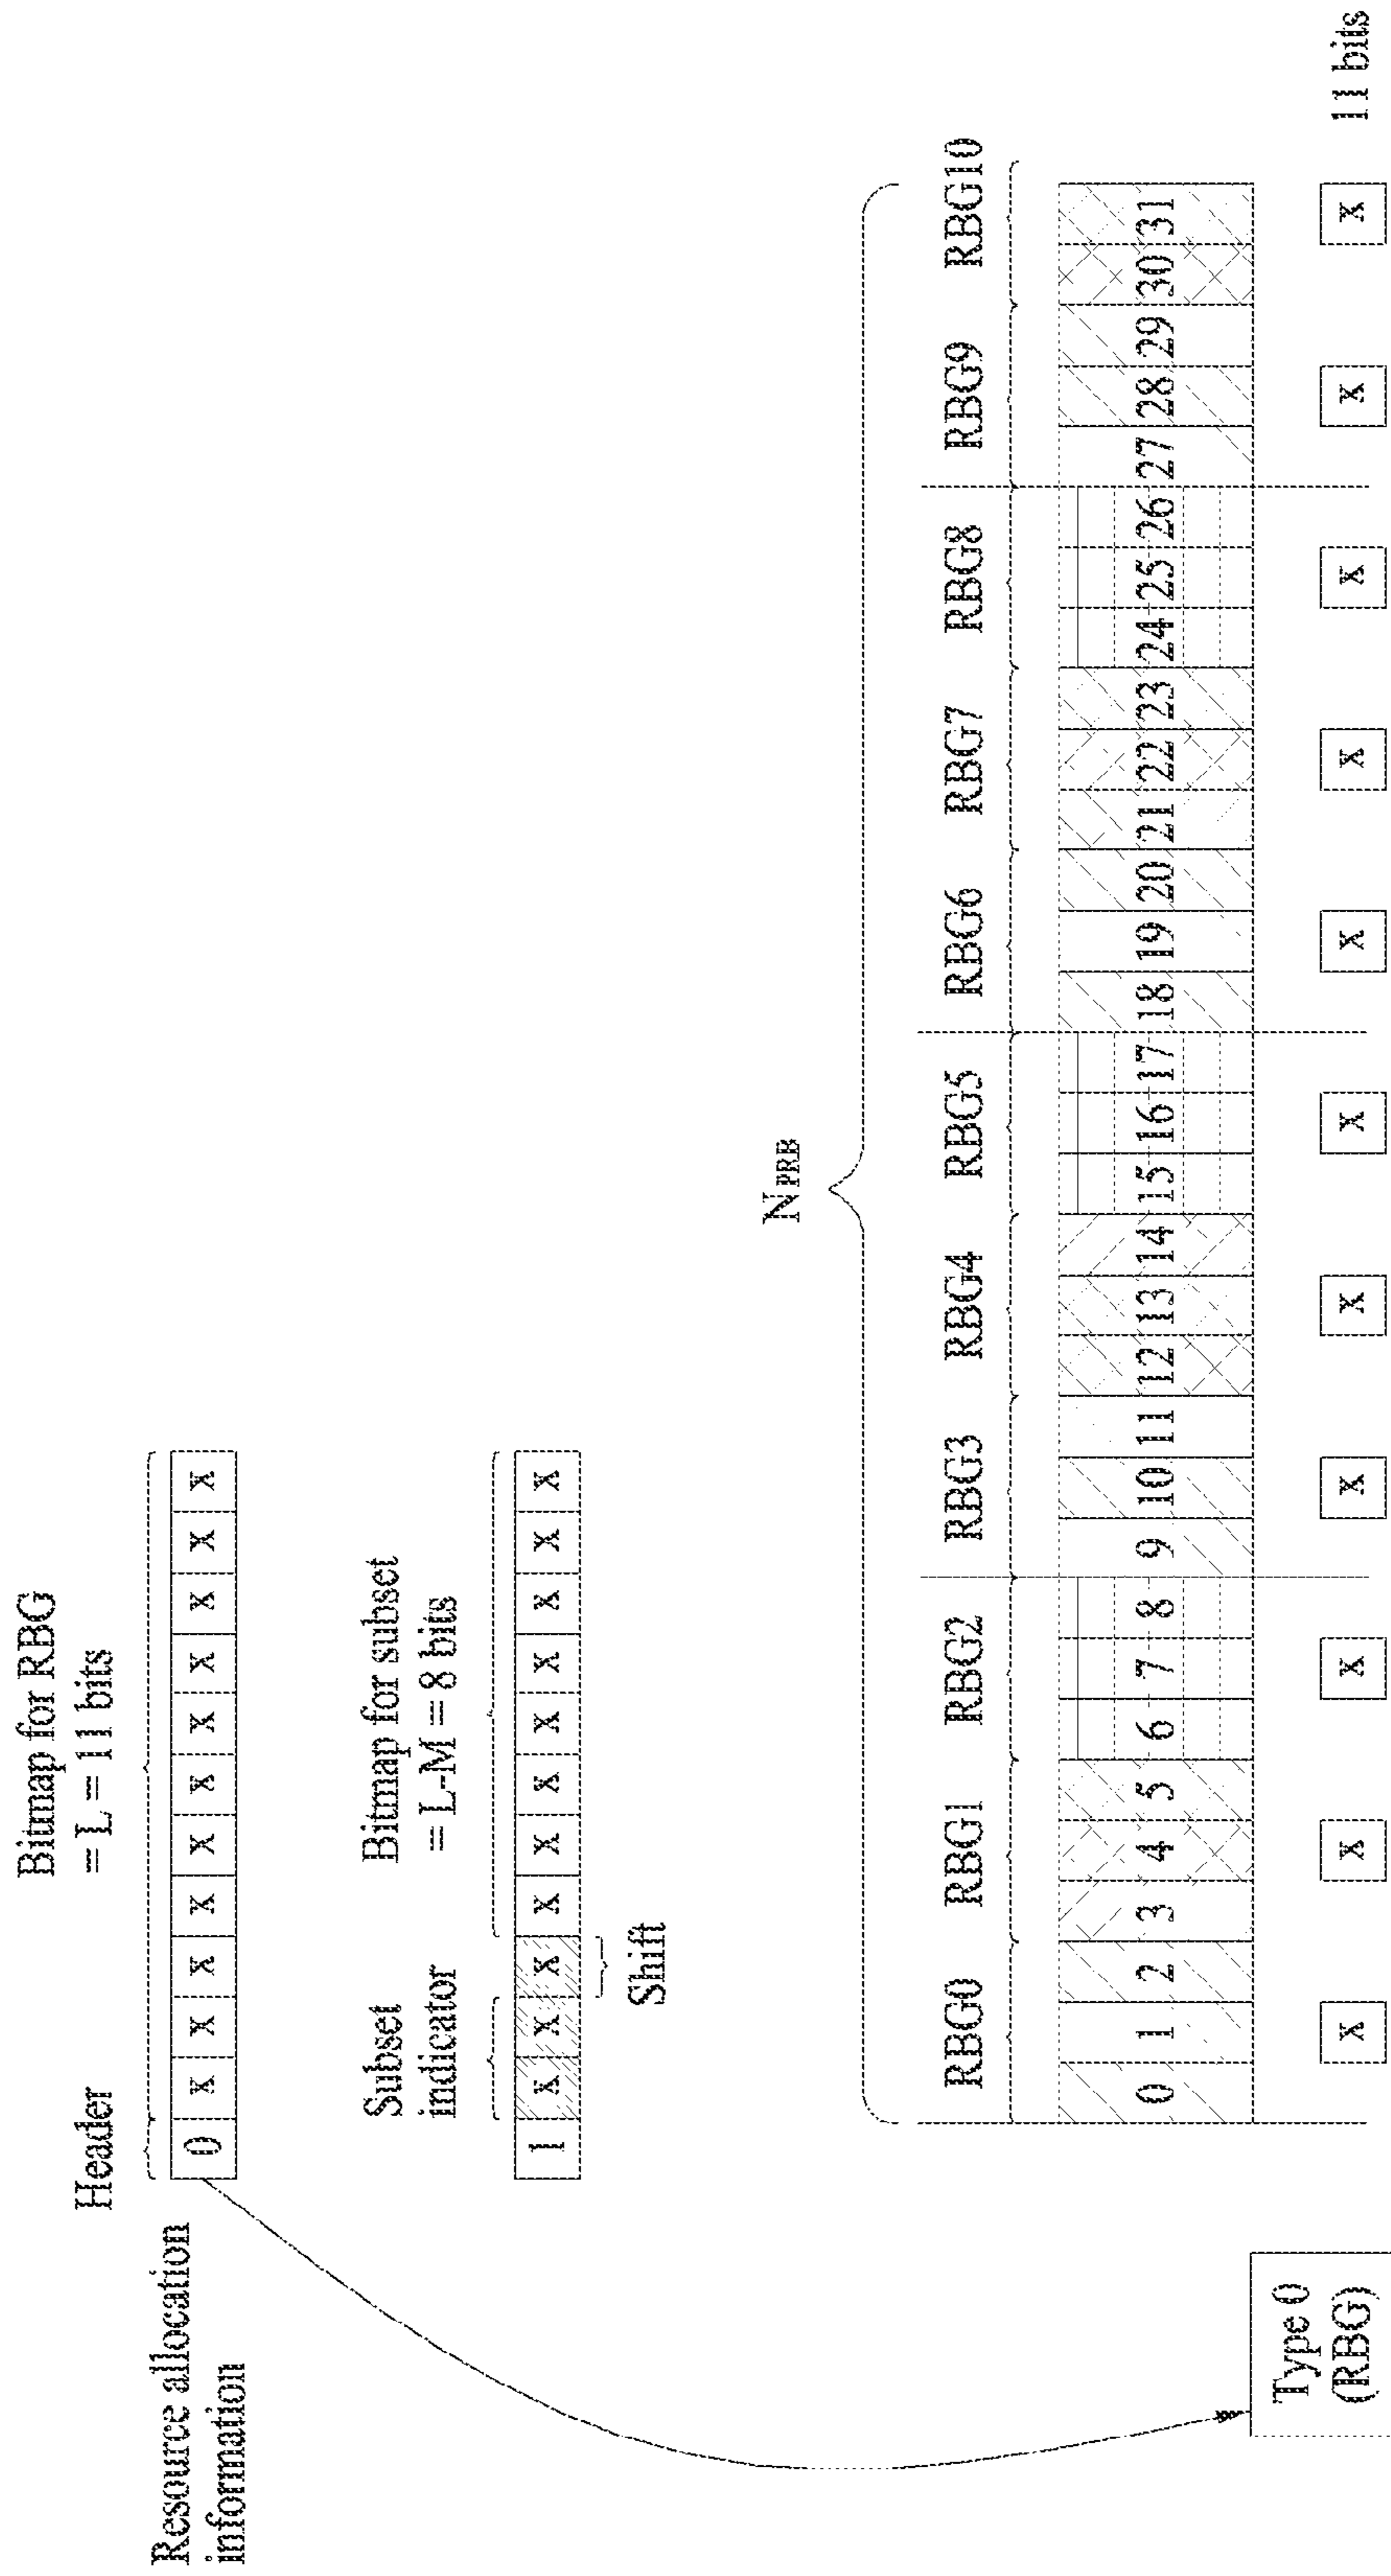 Header
Bitmap for RBG
= L = 11 bits
Resource allocation
information
0 X X X X X X X X X X X
Subset
indicator
Bitmap for subset
= L-M = 8 bits
1 X X X X X X X X X X X
Shift
NPRB
RBG0 RBG1 RBG2 RBG3 RBG4 RBG5 RBG6 RBG7 RBG8 RBG9 RBG10
0 1 2 3 4 5 6 7 8 9 10 11 12 13 14 15 16 17 18 19 20 21 22 23 24 25 26 27 28 29 30 31
Type 0
(RBG)
X X X X X X X X X X X
11 bits